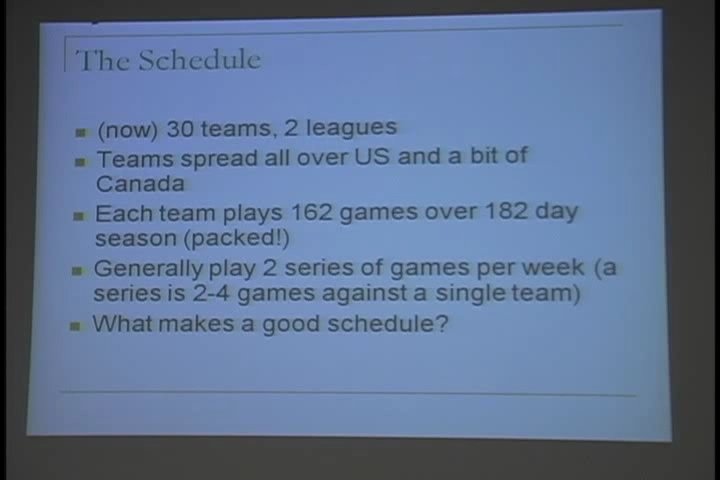 The Schedule
(now) 30 teams, 2 leagues
Teams spread all over US and a bit of
Canada
Each team plays 162 games over 182 day
season (packed!)
Generally play 2 series of games per week (a
series is 2-4 games against a single team)
What makes a good schedule?